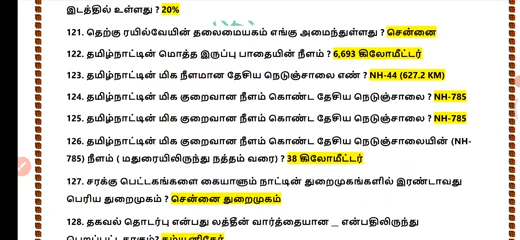 இடத்தில் உள்ளது ? 20%
121. தெற்கு ரயில்வேயின் தலைமையகம் எங்கு அமைந்துள்ளது ? சென்னை
122. தமிழ்நாட்டின் மொத்த இருப்பு பாதையின் நீளம் ? 6,693 கிலோமீட்டர்
123. தமிழ்நாட்டின் மிக நீளமான தேசிய நெடுஞ்சாலை எண் ? NH-44 (627.2 KM)
124. தமிழ்நாட்டின் மிக குறைவான நீளம் கொண்ட தேசிய நெடுஞ்சாலை ? NH-785
125. தமிழ்நாட்டின் மிக குறைவான நீளம் கொண்ட தேசிய நெடுஞ்சாலை ? NH-785
126. தமிழ்நாட்டின் மிக குறைவான நீளம் கொண்ட தேசிய நெடுஞ்சாலையின் (NH-
785) நீளம் ( மதுரையிலிருந்து நத்தம் வரை) ? 38 கிலோமீட்டர்
127. சரக்கு பெட்டகங்களை கையாளும் நாட்டின் துறைமுகங்களில் இரண்டாவது
பெரிய துறைமுகம் ? சென்னை துறைமுகம்
128. தகவல் தொடர்பு என்பது லத்தீன் வார்த்தையான _ என்பதிலிருந்து